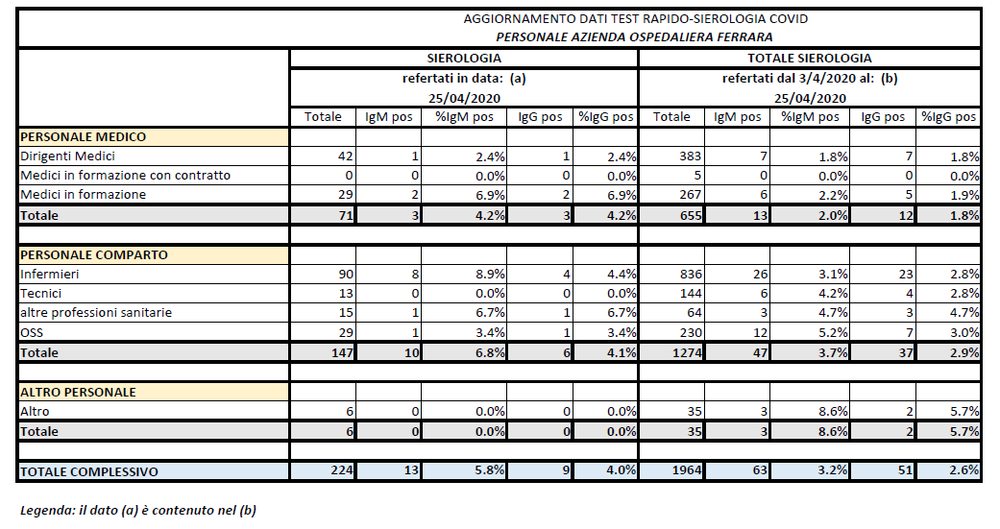 AGGIORNAMENTO DATI TEST RAPIDO-SIEROLOGIA COVID
PERSONALE AZIENDA OSPEDALIERA FERRARA
SIEROLOGIA TOTALE SIEROLOGIA
refertati in data: (a) refertati dal 3/4/2020 al: (b)
25/04/2020 25/04/2020
Totale IgM pos %IgM pos IgG pos %IgG pos Totale IgM pos %IgM pos IgG pos %IgG pos
PERSONALE MEDICO
Dirigenti Medici 42 1 2.4% 1 2.4% 383 7 1.8% 7 1.8%
Medici in formazione con contratto 0 0 0.0% 0 0.0% 5 0 0.0% 0 0.0%
Medici in formazione 29 2 6.9% 2 6.9% 267 6 2.2% 5 1.9%
Totale 71 3 4.2% 3 4.2% 655 13 2.0% 12 1.8%
PERSONALE COMPARTO
Infermieri 90 8 8.9% 4 4.4% 836 26 3.1% 23 2.8%
Tecnici 13 0 0.0% 0 0.0% 144 6 4.2% 4 2.8%
altre professioni sanitarie 15 1 6.7% 1 6.7% 64 3 4.7% 3 4.7%
OSS 29 1 3.4% 1 3.4% 230 12 5.2% 7 3.0%
Totale 147 10 6.8% 6 4.1% 1274 47 3.7% 37 2.9%
ALTRO PERSONALE
Altro 6 0 0.0% 0 0.0% 35 3 8.6% 2 5.7%
Totale 6 0 0.0% 0 0.0% 35 3 8.6% 2 5.7%
TOTALE COMPLESSIVO 224 13 5.8% 9 4.0% 1964 63 3.2% 51 2.6%
Legenda: il dato (a) è contenuto nel (b)